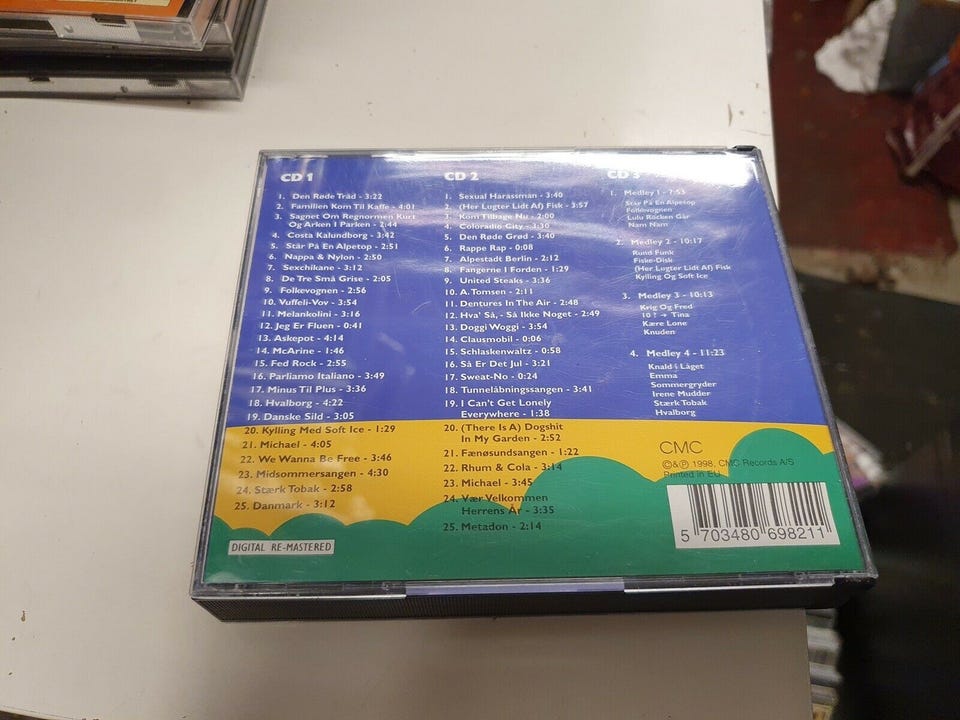 CD 1
1. Den Røde Tråd - 3:22
2. Familien Kom Til Kaffe - 4:01
3. Sagnet Om Regnormen Kurt
Og Arken I Parken - 2:44
4. Costa Kalundborg - 3:42
5. Står På En Alpetop - 2:51
6. Nappa & Nylon - 2:50
7. Sexchikane - 3:12
8. De Tre Små Grise - 2:05
9. Folkevognen - 2:56
10. Vuffeli-Vov - 3:54
11. Melankolini - 3:16
12. Jeg Er Fluen - 0:41
13. Askepot - 4:14
14. McArine - 1:46
15. Fed Rock - 2:55
16. Parliamo Italiano - 3:49
17. Minus Til Plus - 3:36
18. Hvalborg - 4:22
19. Danske Sild - 3:05
20. Kylling Med Soft Ice - 1:29
21. Michael - 4:05
22. We Wanna Be Free - 3:46
23. Midsommersangen - 4:30
24. Stærk Tobak - 2:58
25. Danmark - 3:12
DIGITAL RE-MASTERED
CD 2
1. Sexual Harassman - 3:40
2. (Her Lugter Lidt Af) Fisk - 3:57
3. Kom Tilbage Nu - 2:00
4. Coloradio City - 3:30
5. Den Røde Grød - 3:40
6. Rappe Rap - 0:08
7. Alpestadt Berlin - 2:12
8. Fangerne I Forden - 1:29
9. United Steaks - 3:36
10. A. Tomsen - 2:11
11. Dentures In The Air - 2:48
12. Hva' Så, - Så Ikke Noget - 2:49
13. Doggi Woggi - 3:54
14. Clausmobil - 0:06
15. Schlaskenwaltz - 0:58
16. Så Er Det Jul - 3:21
17. Sweat-No - 0:24
18. Tunnelåbningssangen - 3:41
19. I Can't Get Lonely
Everywhere - 1:38
20. (There Is A) Dogshit
In My Garden - 2:52
21. Fænøsundsangen - 1:22
22. Rhum & Cola - 3:14
23. Michael - 3:45
24. Vær Velkommen
Herrens År - 3:35
25. Metadon - 2:14
CD 3
1. Medley 1 - 7:53
Står På En Alpetop
Folkevognen
Lulu Rocken Går
Nam Nam
2. Medley 2 - 10:17
Rund Funk
Fiske-Disk
(Her Lugter Lidt Af) Fisk
Kylling Og Soft Ice
3. Medley 3 - 10:13
Krig Og Fred
Tina
Kære Lone
Knuden
4. Medley 4 - 11:23
Knald i Låget
Emma
Sommergryder
Irene Mudder
Stærk Tobak
Hvalborg
CMC
©&℗ 1998, CMC Records A/S
Printed in EU
5 703480 698211